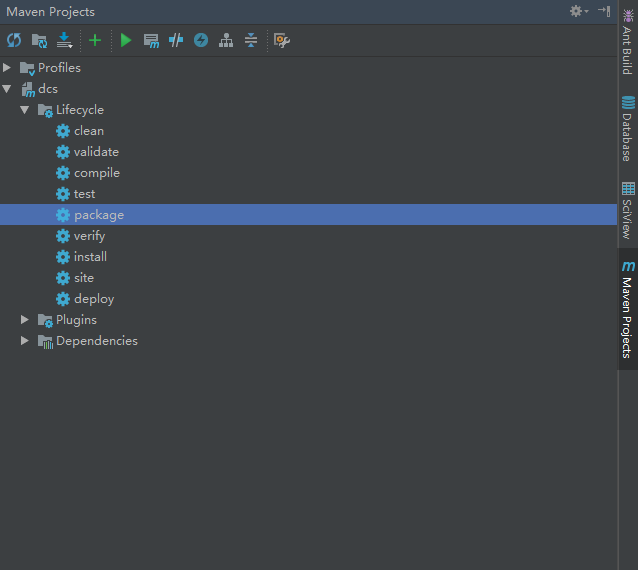 Maven Projects
Profiles
dcs
Lifecycle
clean
validate
compile
test
package
verify
install
site
deploy
Plugins
Dependencies
Ant Build
Database
SciView
Maven Projects